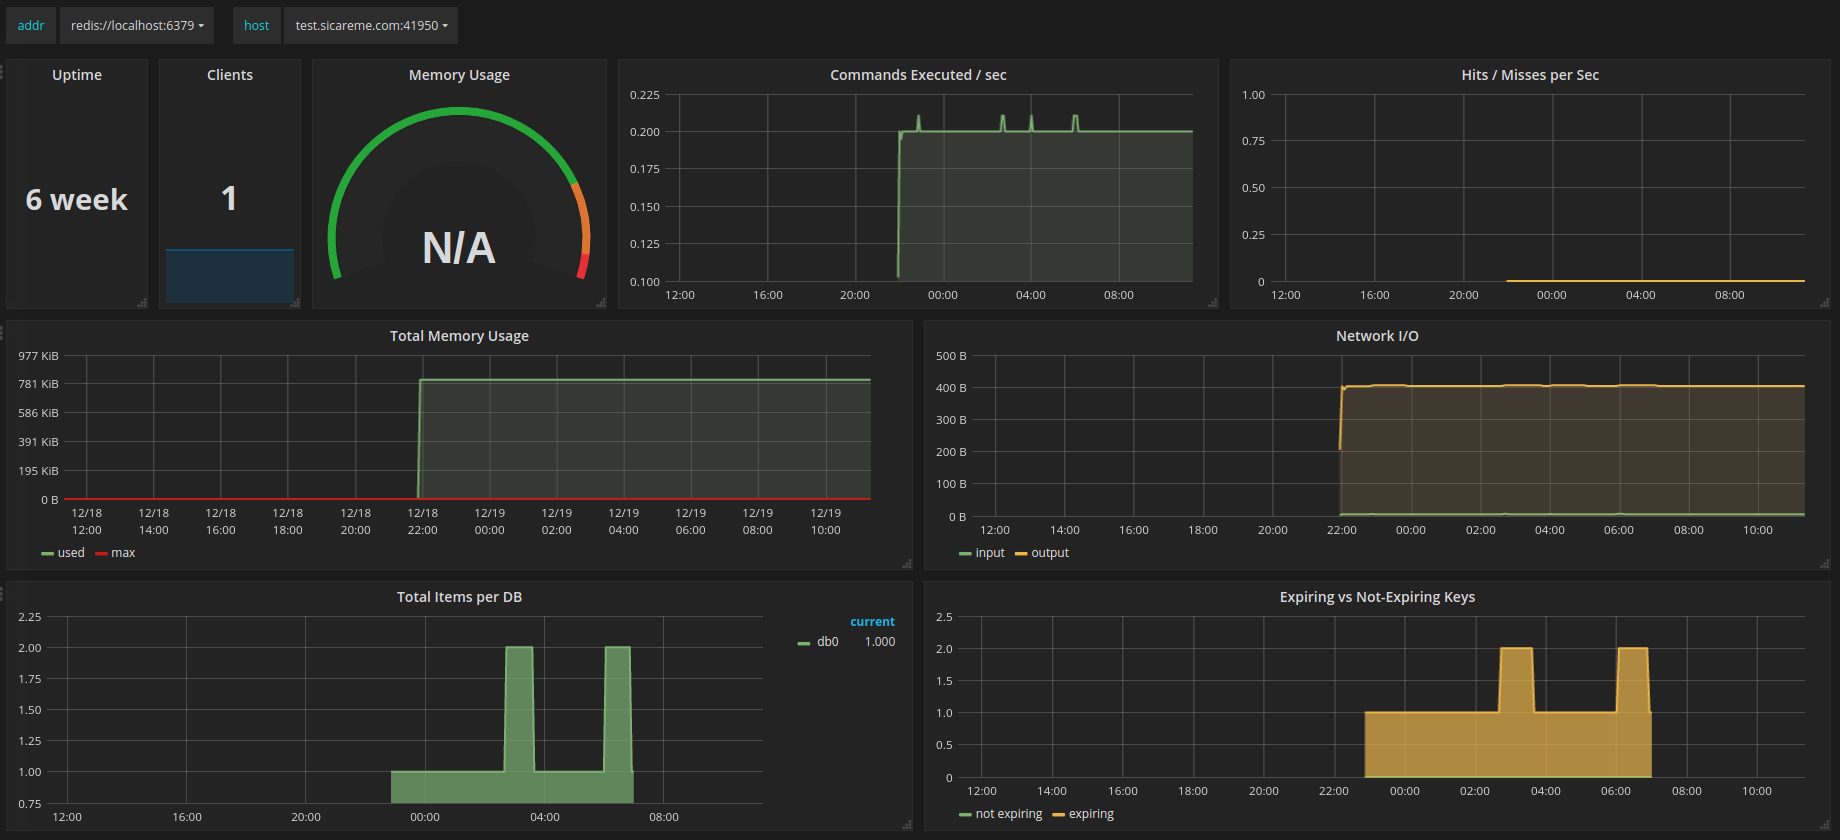 addr redis://localhost:6379 host test.sicareme.com:41950
Uptime
6 week
Clients
1
Memory Usage
N/A
Commands Executed / sec
0.225
0.200
0.175
0.150
0.125
0.100
12:00 16:00 20:00 00:00 04:00 08:00
Hits / Misses per Sec
1.00
0.75
0.50
0.25
0
12:00 16:00 20:00 00:00 04:00 08:00
Total Memory Usage
977 KiB
781 KiB
586 KiB
391 KiB
195 KiB
0 B
12/18 12/18 12/18 12/18 12/18 12/18 12/19 12/19 12/19 12/19 12/19 12/19
12:00 14:00 16:00 18:00 20:00 22:00 00:00 02:00 04:00 06:00 08:00 10:00
used max
Network I/O
500 B
400 B
300 B
200 B
100 B
0 B
12:00 14:00 16:00 18:00 20:00 22:00 00:00 02:00 04:00 06:00 08:00 10:00
input output
Total Items per DB
2.25
2.00
1.75
1.50
1.25
1.00
0.75
12:00 16:00 20:00 00:00 04:00 08:00
current
db0 1.000
Expiring vs Not-Expiring Keys
2.5
2.0
1.5
1.0
0.5
0
12:00 14:00 16:00 18:00 20:00 22:00 00:00 02:00 04:00 06:00 08:00 10:00
not expiring expiring